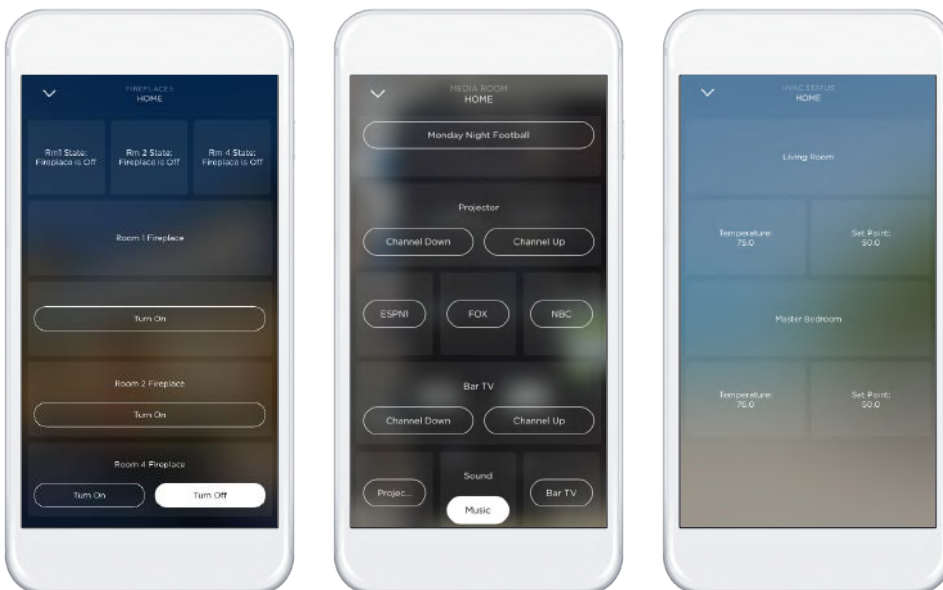 FIREPLACES
HOME
Rm1 State:
Fireplace is Off
Rm 2 State:
Fireplace is Off
Rm 4 State:
Fireplace is Off
Room 1 Fireplace
Turn On
Room 2 Fireplace
Turn On
Room 4 Fireplace
Turn On
Turn Off
MEDIA ROOM
HOME
Monday Night Football
Projector
Channel Down
Channel Up
ESPN1
FOX
NBC
Bar TV
Channel Down
Channel Up
Sound
Projec...
Music
Bar TV
HVAC STATUS
HOME
Living Room
Temperature:
75.0
Set Point:
50.0
Master Bedroom
Temperature:
76.0
Set Point:
50.0